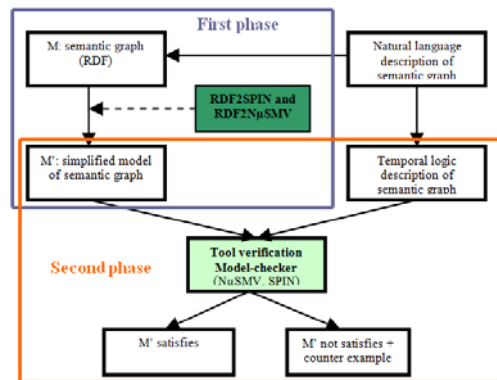 First phase
M: semantic graph
(RDF)
Natural language
description of
semantic graph
RDF2SPIN and
RDF2NμSMV
M': simplified model
of semantic graph
Temporal logic
description of
semantic graph
Second phase
Tool verification
Model-checker
(NuSMV, SPIN)
M' satisfies
M' not satisfies +
counter example